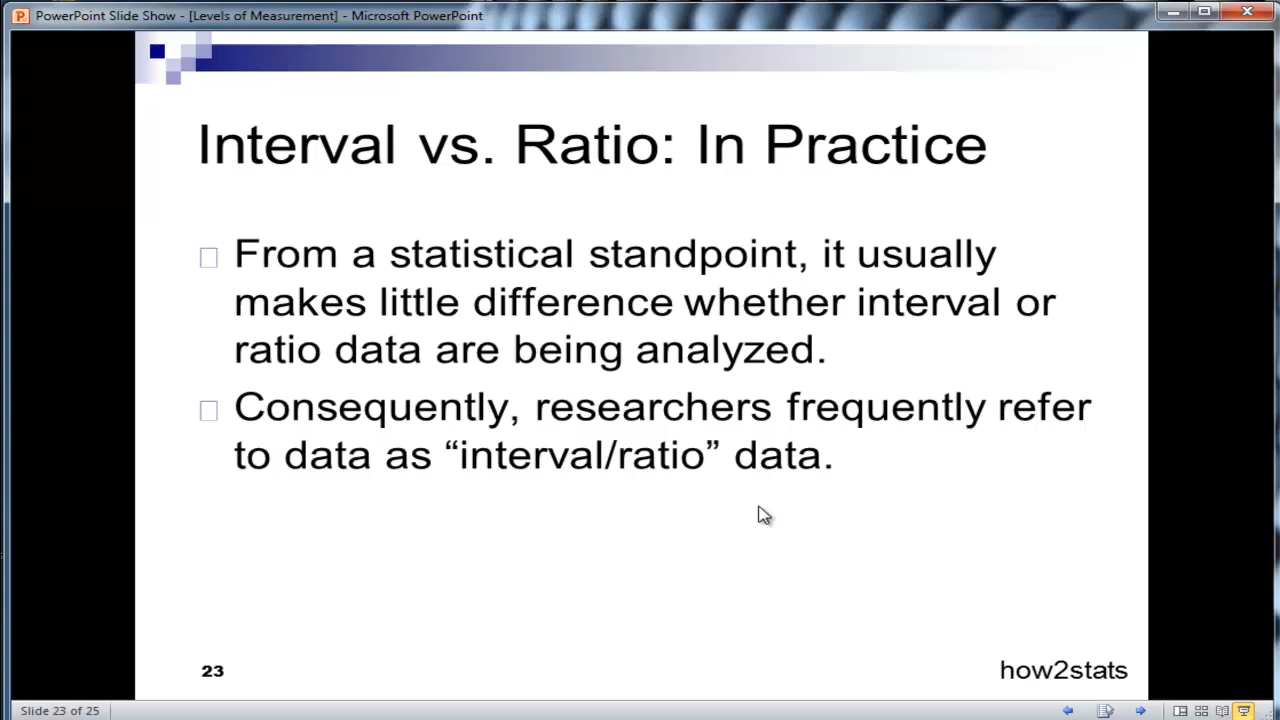 PowerPoint Slide Show - [Levels of Measurement] - Microsoft PowerPoint
Interval vs. Ratio: In Practice
From a statistical standpoint, it usually
makes little difference whether interval or
ratio data are being analyzed.
Consequently, researchers frequently refer
to data as “interval/ratio” data.
23
how2stats
Slide 23 of 25